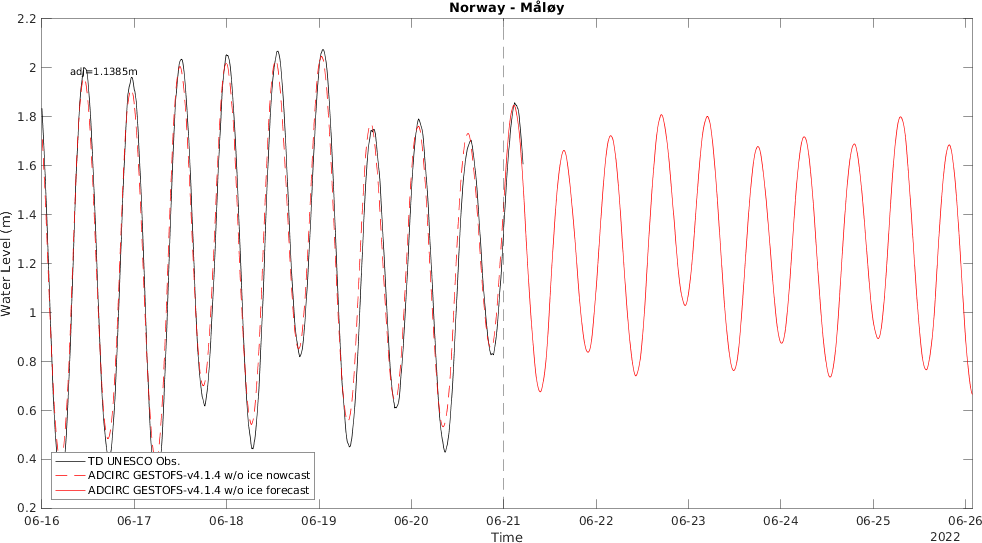 Norway - Måløy
2.2
2
1.8
1.6
1.4
1.2
1
0.8
0.6
0.4
0.2
Water Level (m)
adj=1.1385m
TD UNESCO Obs.
ADCIRC GESTOFS-v4.1.4 w/o ice nowcast
ADCIRC GESTOFS-v4.1.4 w/o ice forecast
06-16 06-17 06-18 06-19 06-20 06-21 06-22 06-23 06-24 06-25 06-26
Time
2022